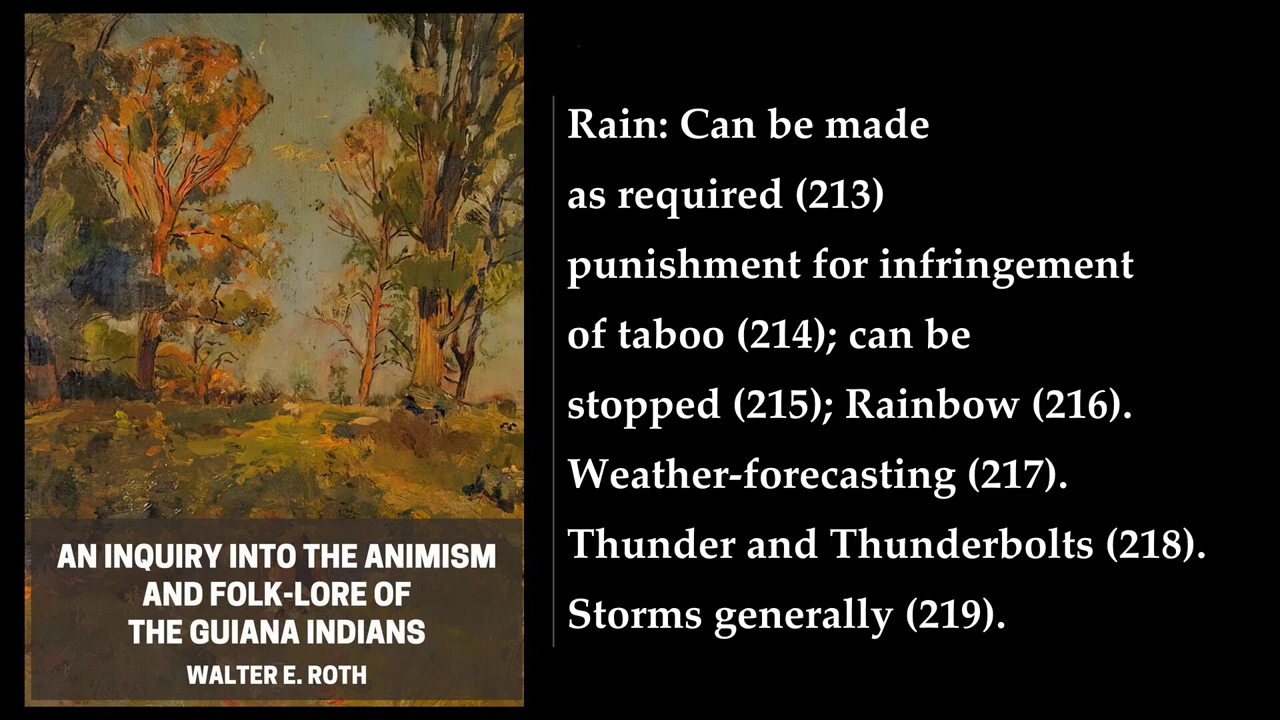 AN INQUIRY INTO THE ANIMISM
AND FOLK-LORE OF
THE GUIANA INDIANS
WALTER E. ROTH
Rain: Can be made
as required (213)
punishment for infringement
of taboo (214); can be
stopped (215); Rainbow (216).
Weather-forecasting (217).
Thunder and Thunderbolts (218).
Storms generally (219).